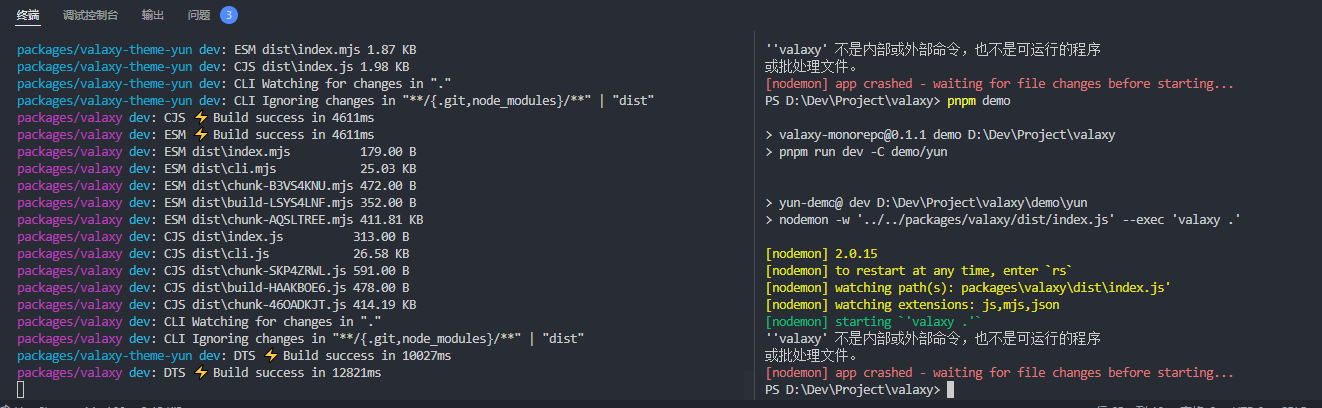 终端 调试控制台 输出 问题 3
packages/valaxy-theme-yun dev: ESM dist\index.mjs 1.87 KB
packages/valaxy-theme-yun dev: CJS dist\index.js 1.98 KB
packages/valaxy-theme-yun dev: CLI Watching for changes in "."
packages/valaxy-theme-yun dev: CLI Ignoring changes in "**/{.git,node_modules}/**" | "dist"
packages/valaxy dev: CJS ⚡ Build success in 4611ms
packages/valaxy dev: ESM ⚡ Build success in 4611ms
packages/valaxy dev: ESM dist\index.mjs 179.00 B
packages/valaxy dev: ESM dist\cli.mjs 25.03 KB
packages/valaxy dev: ESM dist\chunk-B3VS4KNU.mjs 472.00 B
packages/valaxy dev: ESM dist\build-LSYS4LNF.mjs 352.00 B
packages/valaxy dev: ESM dist\chunk-AQSLTREE.mjs 411.81 KB
packages/valaxy dev: CJS dist\index.js 313.00 B
packages/valaxy dev: CJS dist\cli.js 26.58 KB
packages/valaxy dev: CJS dist\chunk-SKP4ZRWL.js 591.00 B
packages/valaxy dev: CJS dist\build-HAAKBOE6.js 478.00 B
packages/valaxy dev: CJS dist\chunk-46OADKJT.js 414.19 KB
packages/valaxy dev: CLI Watching for changes in "."
packages/valaxy dev: CLI Ignoring changes in "**/{.git,node_modules}/**" | "dist"
packages/valaxy-theme-yun dev: DTS ⚡ Build success in 10027ms
packages/valaxy dev: DTS ⚡ Build success in 12821ms
''valaxy' 不是内部或外部命令，也不是可运行的程序
或批处理文件。
[nodemon] app crashed - waiting for file changes before starting...
PS D:\Dev\Project\valaxy> pnpm demo
> valaxy-monorepo@0.1.1 demo D:\Dev\Project\valaxy
> pnpm run dev -C demo/yun
> yun-demo@ dev D:\Dev\Project\valaxy\demo\yun
> nodemon -w '../../packages/valaxy/dist/index.js' --exec 'valaxy .'
[nodemon] 2.0.15
[nodemon] to restart at any time, enter `rs`
[nodemon] watching path(s): packages\valaxy\dist\index.js'
[nodemon] watching extensions: js,mjs,json
[nodemon] starting `'valaxy .'`
''valaxy' 不是内部或外部命令，也不是可运行的程序
或批处理文件。
[nodemon] app crashed - waiting for file changes before starting...
PS D:\Dev\Project\valaxy>